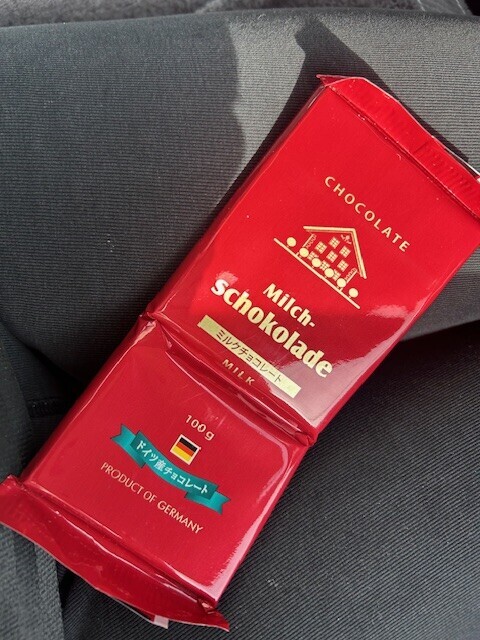 CHOCOLATE
Milch-
schokolade
ミルクチョコレート
MILK
100g
ドイツ産チョコレート
PRODUCT OF GERMANY